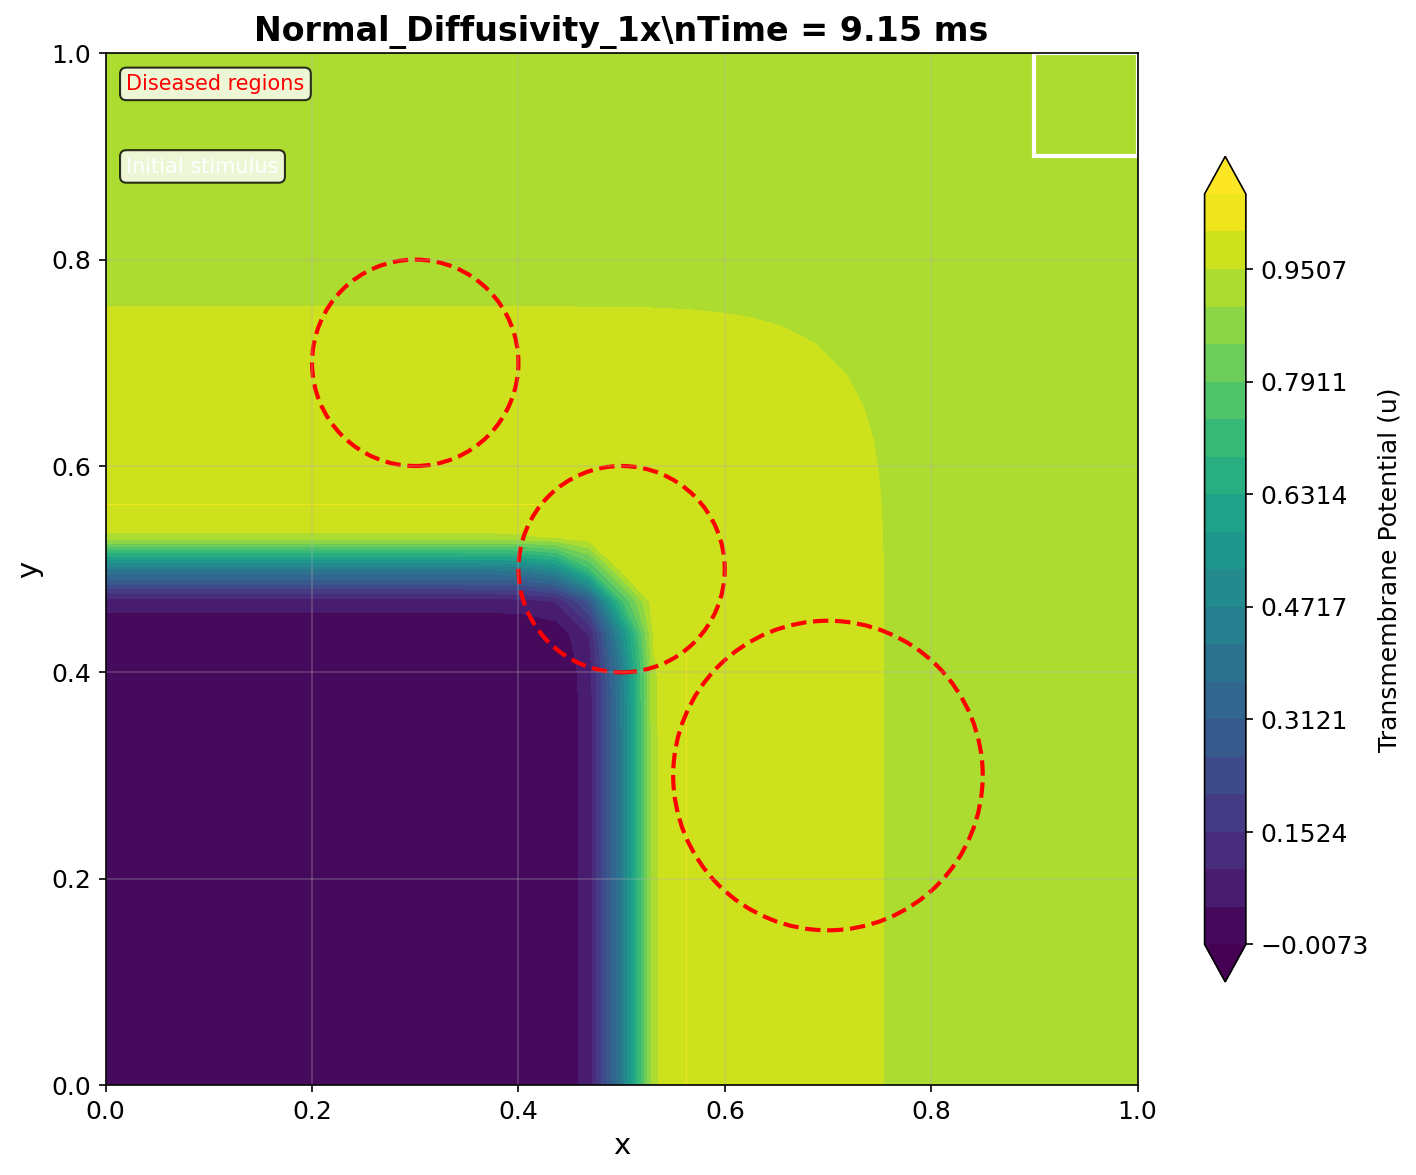 Normal_Diffusivity_1x\nTime = 9.15 ms
Diseased regions
Initial stimulus
1.0
0.8
0.6
0.4
0.2
0.0
y
0.0 0.2 0.4 0.6 0.8 1.0
x
0.9507
0.7911
0.6314
0.4717
0.3121
0.1524
−0.0073
Transmembrane Potential (u)